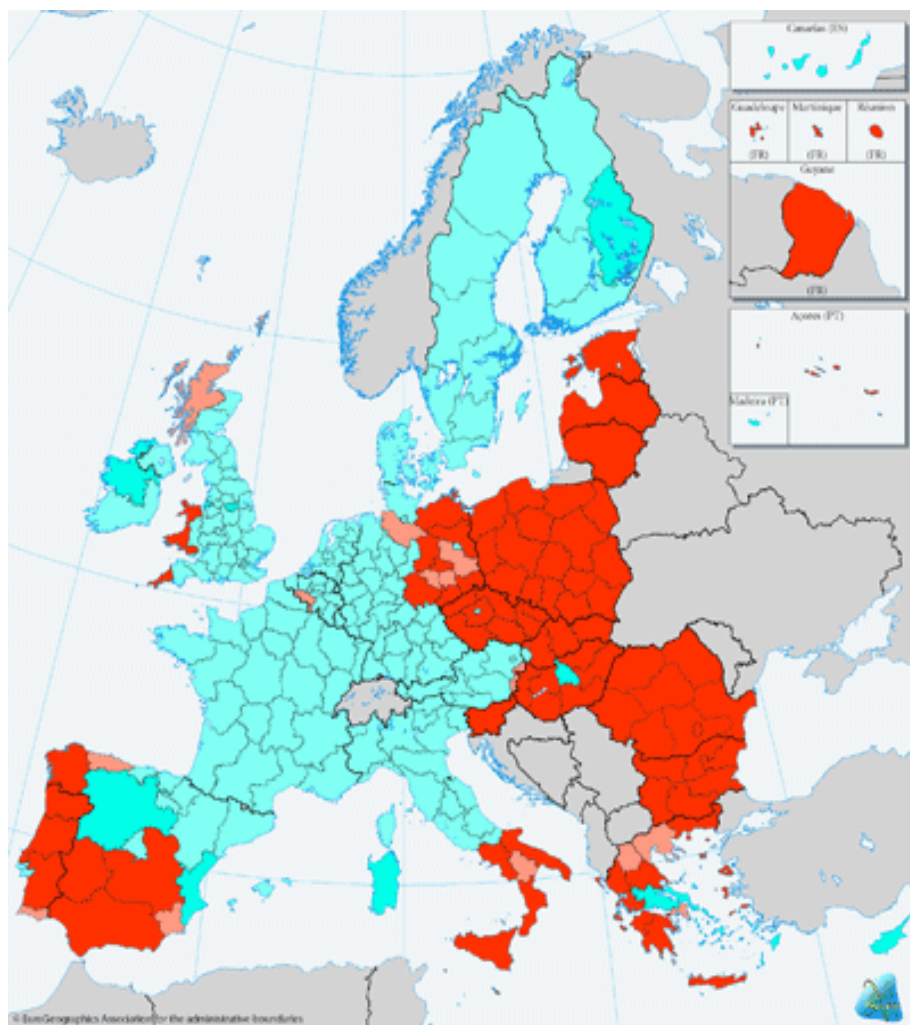 Canarias (ES)
Guadeloupe
Martinique
Réunion
(FR)
(FR)
(FR)
Guyane
(FR)
Açores (PT)
Madeira (PT)
© EuroGeographics Association for the administrative boundaries